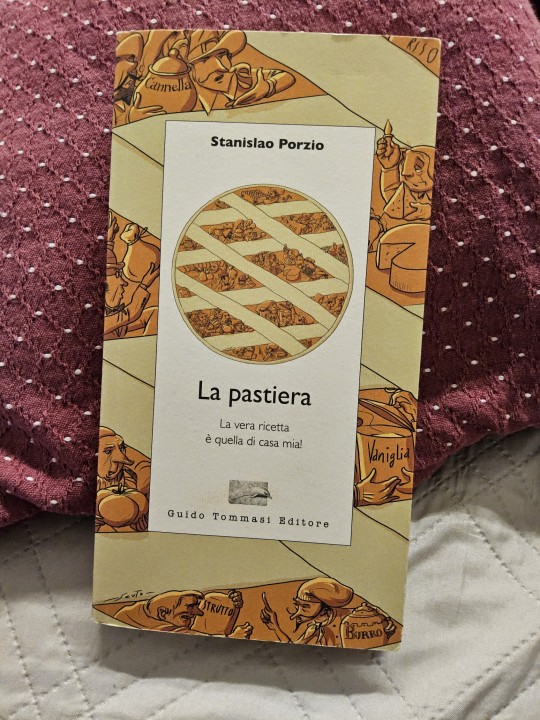 RISO
Cannella
Stanislao Porzio
La pastiera
La vera ricetta
è quella di casa mia!
Vaniglia
Guido Tommasi Editore
STRUTTO
BURRO